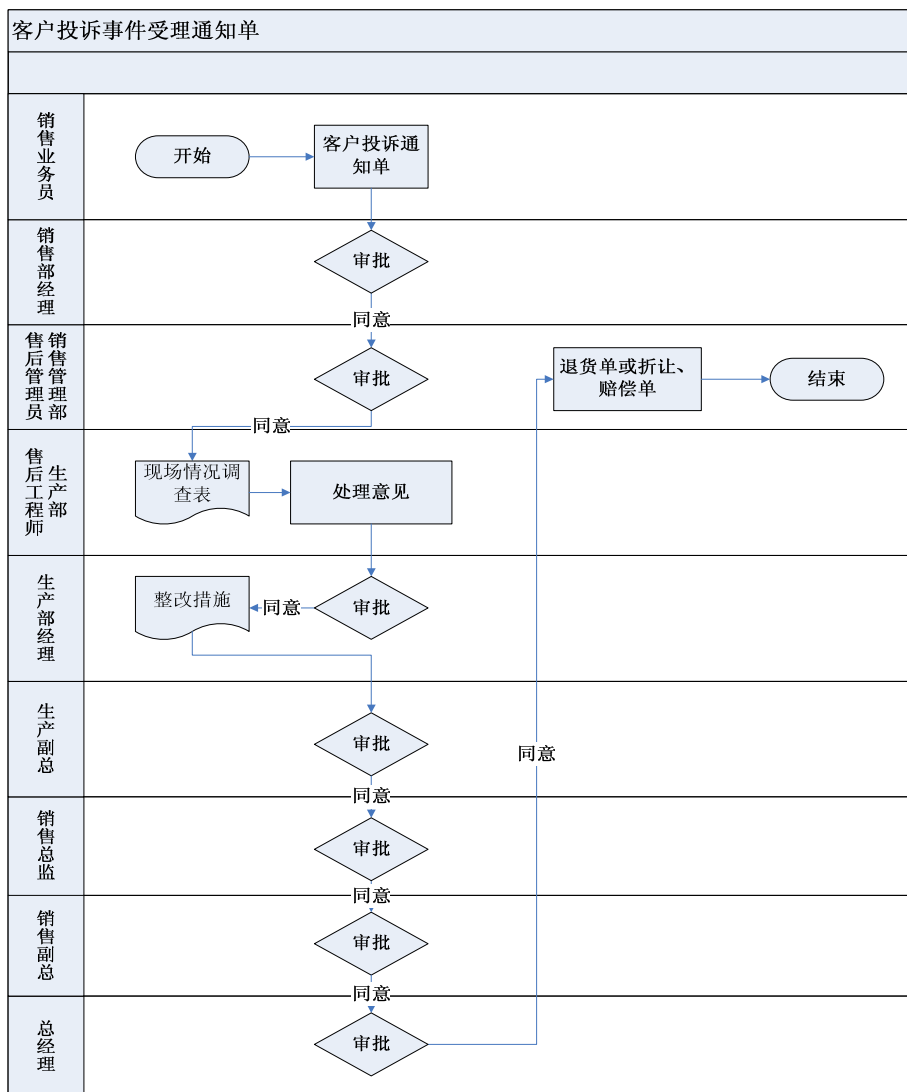 客户投诉事件受理通知单
销售业务员
开始
客户投诉通
知单
销售部经理
审批
同意
销售管理部
售后管理员
审批
退货单或折让、
赔偿单
结束
同意
生产部
售后工程师
现场情况调
查表
处理意见
生产部经理
整改措施
同意
审批
生产副总
审批
同意
同意
销售总监
审批
同意
销售副总
审批
同意
总经理
审批